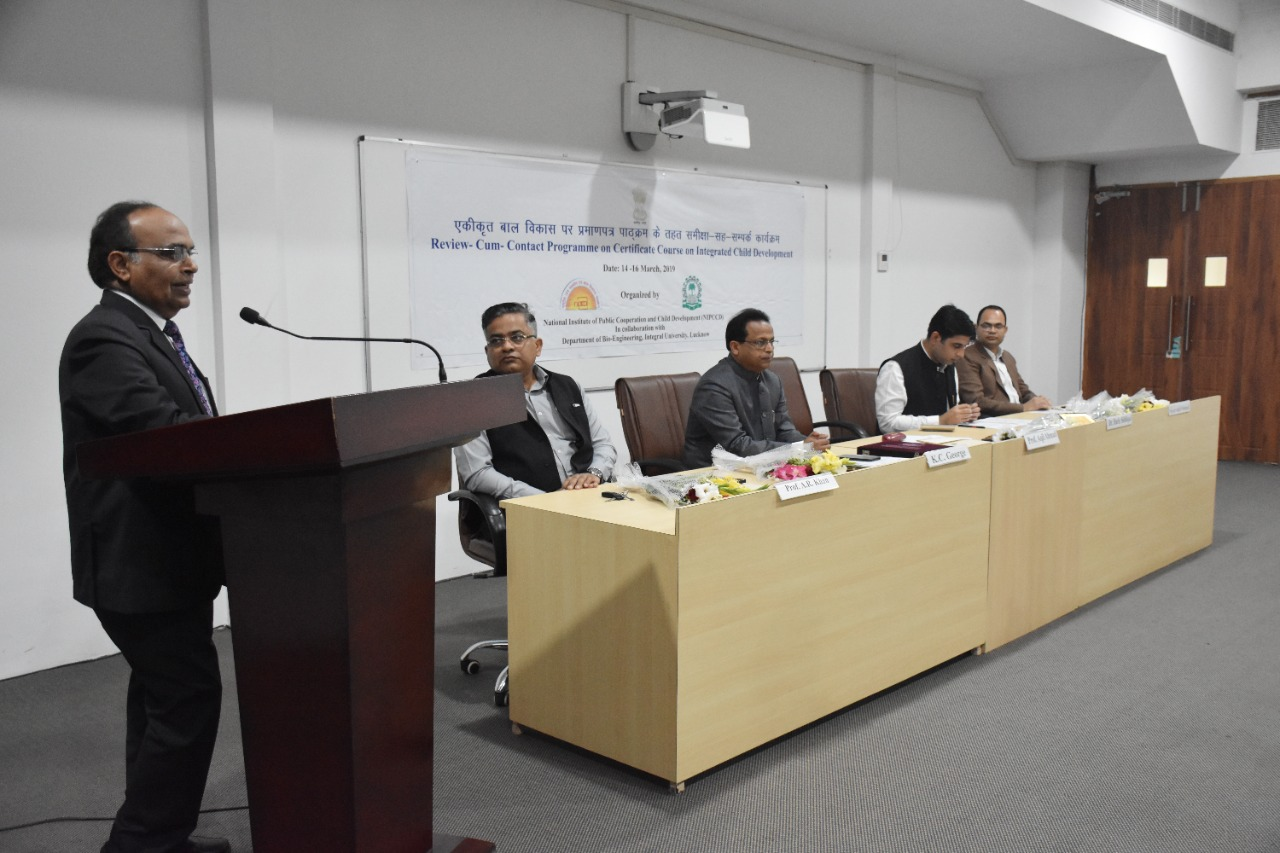 एकीकृत बाल विकास पर प्रमाणपत्र पाठ्क्रम के तहत समीक्षा-सह-सम्पर्क कार्यक्रम
Review- Cum- Contact Programme on Certificate Course on Integrated Child Development
Date: 14 -16 March, 2019
Organized by
National Institute of Public Cooperation and Child Development (NIPCCD)
In collaboration with
Department of Bio-Engineering, Integral University, Lucknow
Prof. A.R. Khan
K.C. George